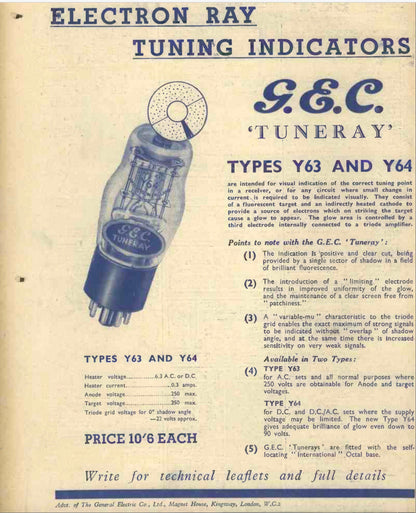 ELECTRON RAY
TUNING INDICATORS
G.E.C.
'TUNERAY'
TYPES Y63 AND Y64
are intended for visual indication of the correct tuning point
in a receiver, or for any circuit where small change in
current is required to be indicated visually. They consist
of a fluorescent target and an indirectly heated cathode to
provide a source of electrons which on striking the target
cause a glow to appear. The glow area is controlled by a
third electrode internally connected to a triode amplifier.
Y64
G.E.C
TUNERAY
Points to note with the G.E.C. 'Tuneray':
(1) The indication is positive and clear cut, being
provided by a single sector of shadow in a field
of brilliant fluorescence.
(2) The introduction of a "limiting" electrode
results in improved uniformity of the glow,
and the maintenance of a clear screen free from
"patchiness."
(3) A "variable-mu" characteristic to the triode
grid enables the exact maximum of strong signals
to be indicated without "overlap" of shadow
angle, and at the same time there is increased
sensitivity on very weak signals.
Available in Two Types:
(4) TYPE Y63
for A.C. sets and all normal purposes where
250 volts are obtainable for Anode and target
voltages.
TYPE Y64
for D.C. and D.C./A.C. sets where the supply
voltage may be limited. The new Type Y64
gives adequate brilliance of glow even down to
90 volts.
(5) G.E.C. 'Tunerays' are fitted with the self-
locating "International" Octal base.
TYPES Y63 AND Y64
Heater voltage..............6.3 A.C. or D.C.
Heater current..............0.3 amps.
Anode voltage..............250 max.
Target voltage..............250 max.
Triode grid voltage for 0° shadow angle
—22 volts approx.
PRICE 10'6 EACH
Write for technical leaflets and full details
Advt. of The General Electric Co., Ltd., Magnet House, Kingsway, London, W.C.2